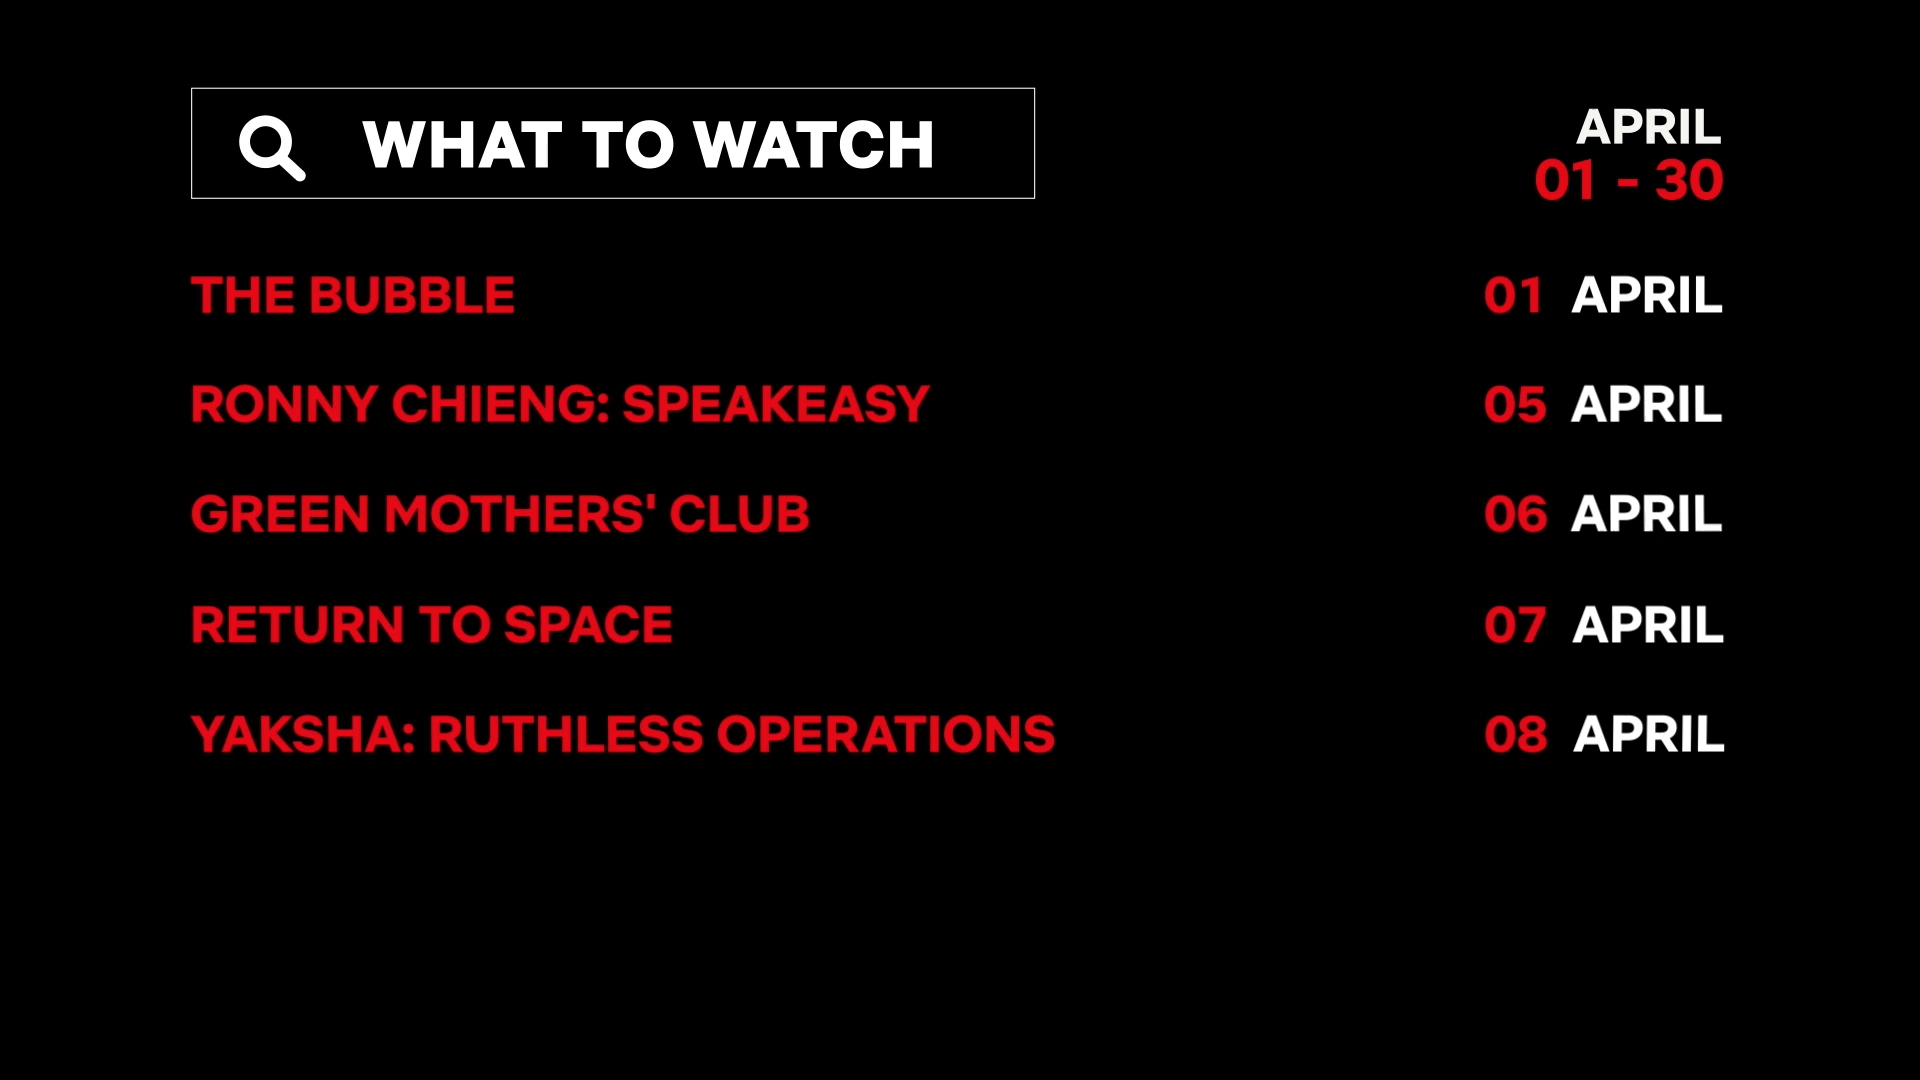 WHAT TO WATCH
APRIL
01 - 30
THE BUBBLE 01 APRIL
RONNY CHIENG: SPEAKEASY 05 APRIL
GREEN MOTHERS' CLUB 06 APRIL
RETURN TO SPACE 07 APRIL
YAKSHA: RUTHLESS OPERATIONS 08 APRIL